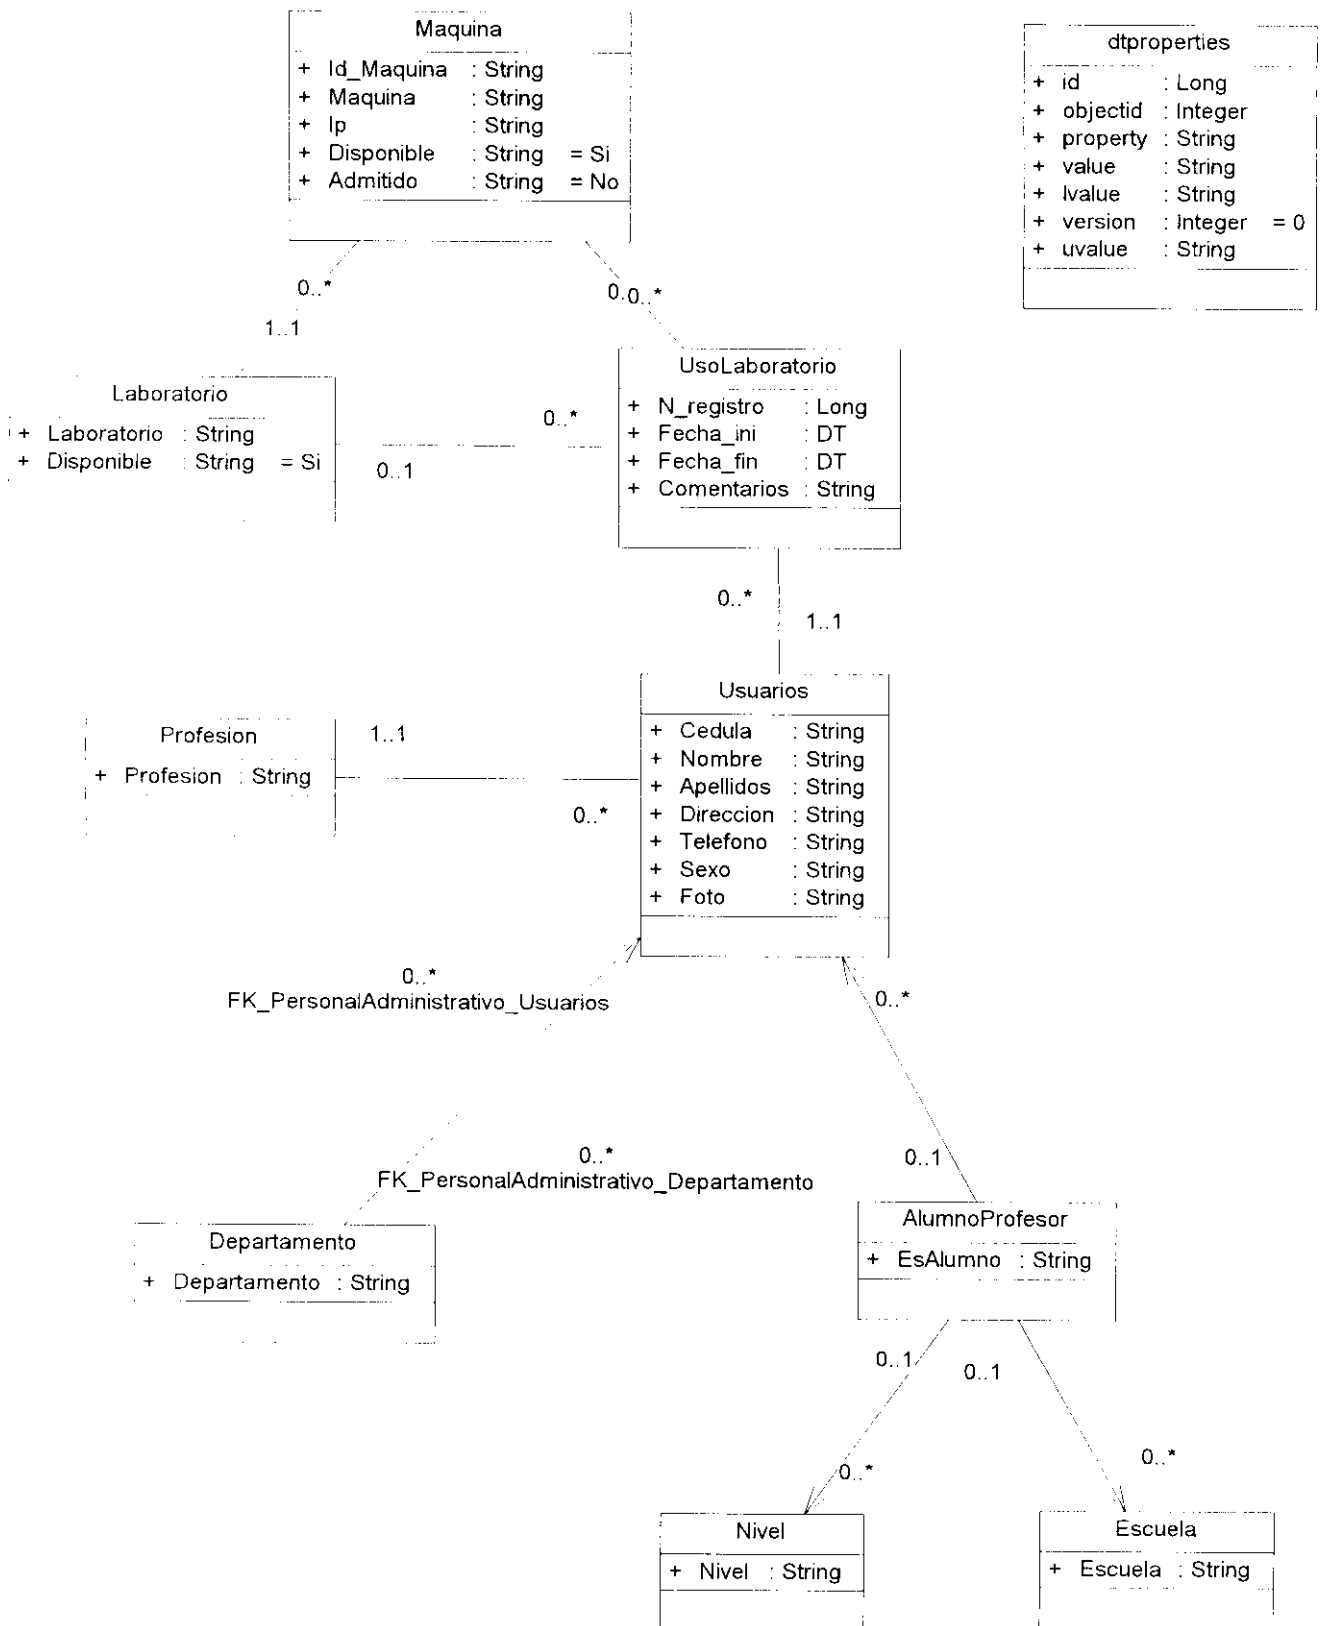 Maquina
+ Id_Maquina : String
+ Maquina : String
+ Ip : String
+ Disponible : String = Si
+ Admitido : String = No
dtproperties
+ id : Long
+ objectid : Integer
+ property : String
+ value : String
+ lvalue : String
+ version : Integer = 0
+ uvalue : String
0..*
1..1
0..*
Laboratorio
+ Laboratorio : String
+ Disponible : String = Si
0..1
0..*
UsoLaboratorio
+ N_registro : Long
+ Fecha_ini : DT
+ Fecha_fin : DT
+ Comentarios : String
0..*
1..1
Profesion
+ Profesion : String
1..1
0..*
Usuarios
+ Cedula : String
+ Nombre : String
+ Apellidos : String
+ Direccion : String
+ Telefono : String
+ Sexo : String
+ Foto : String
0..*
FK_PersonalAdministrativo_Usuarios
0..*
0..*
FK_PersonalAdministrativo_Departamento
0..1
Departamento
+ Departamento : String
AlumnoProfesor
+ EsAlumno : String
0..1
0..1
0..*
0..*
Nivel
+ Nivel : String
Escuela
+ Escuela : String